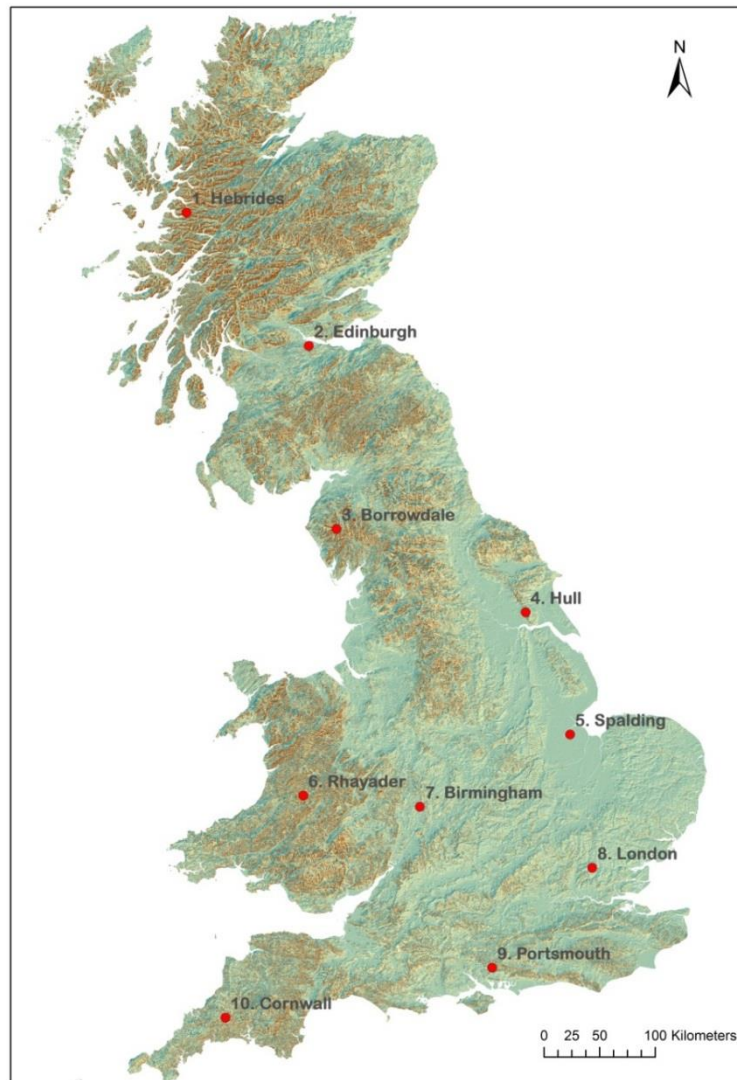 N
1. Hebrides
2. Edinburgh
3. Borrowdale
4. Hull
5. Spalding
6. Rhayader
7. Birmingham
8. London
9. Portsmouth
10. Cornwall
0 25 50 100 Kilometers